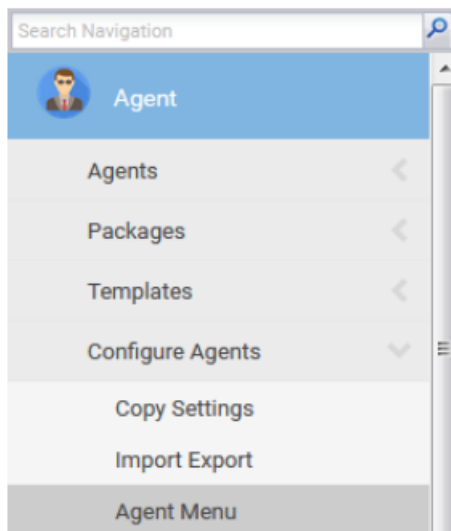 Search Navigation
Agent
Agents
Packages
Templates
Configure Agents
Copy Settings
Import Export
Agent Menu